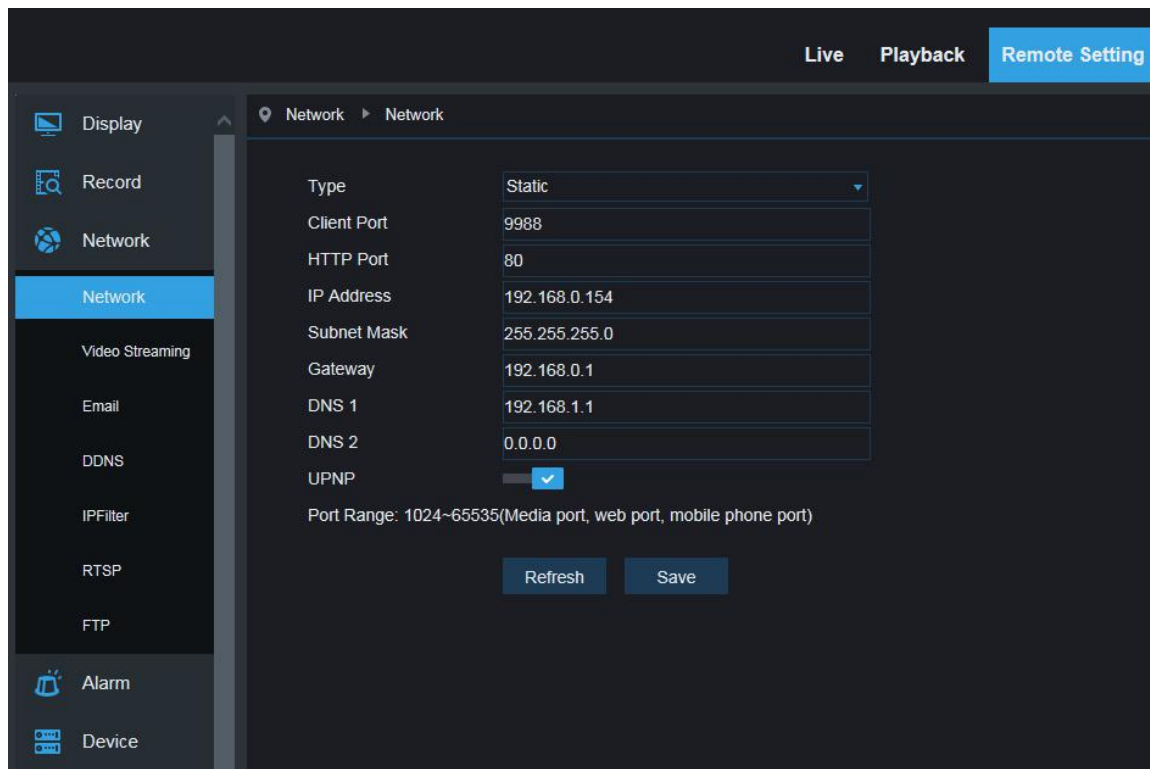 Live Playback Remote Setting
Display
Record
Network
Network
Video Streaming
Email
DDNS
IPFilter
RTSP
FTP
Alarm
Device
Network Network
Type Static
Client Port 9988
HTTP Port 80
IP Address 192.168.0.154
Subnet Mask 255.255.255.0
Gateway 192.168.0.1
DNS 1 192.168.1.1
DNS 2 0.0.0.0
UPNP
Port Range: 1024~65535(Media port, web port, mobile phone port)
Refresh Save